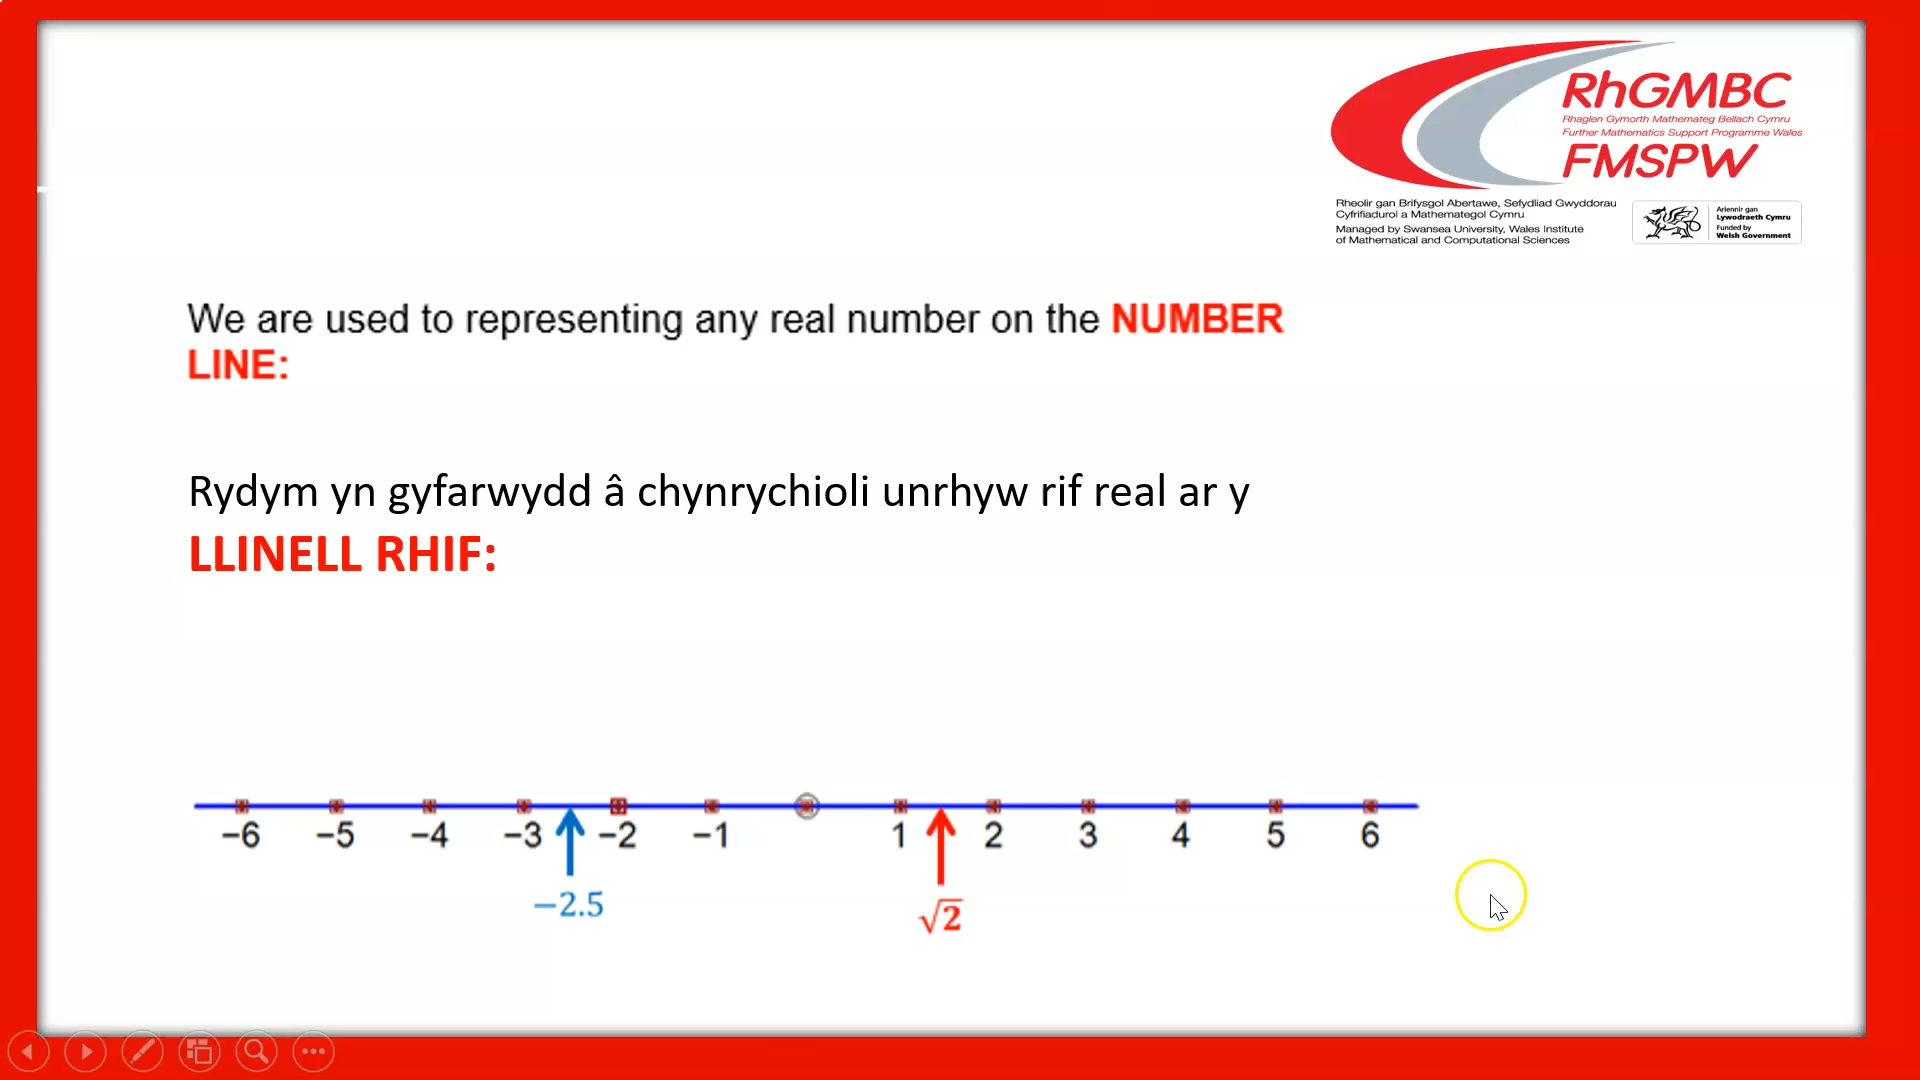 RhGMBC
Rhaglen Gymorth Mathemateg Bellach Cymru
Further Mathematics Support Programme Wales
FMSPW
Rheolir gan Brifysgol Abertawe, Sefydliad Gwyddorau
Cyfrifiadurol a Mathemategol Cymru
Managed by Swansea University, Wales Institute
of Mathematical and Computational Sciences
Ariennir gan
Lywodraeth Cymru
Funded by
Welsh Government
We are used to representing any real number on the NUMBER
LINE:
Rydym yn gyfarwydd â chynrychioli unrhyw rif real ar y
LLINELL RHIF:
−6 −5 −4 −3 −2 −1 1 2 3 4 5 6
−2.5 √2